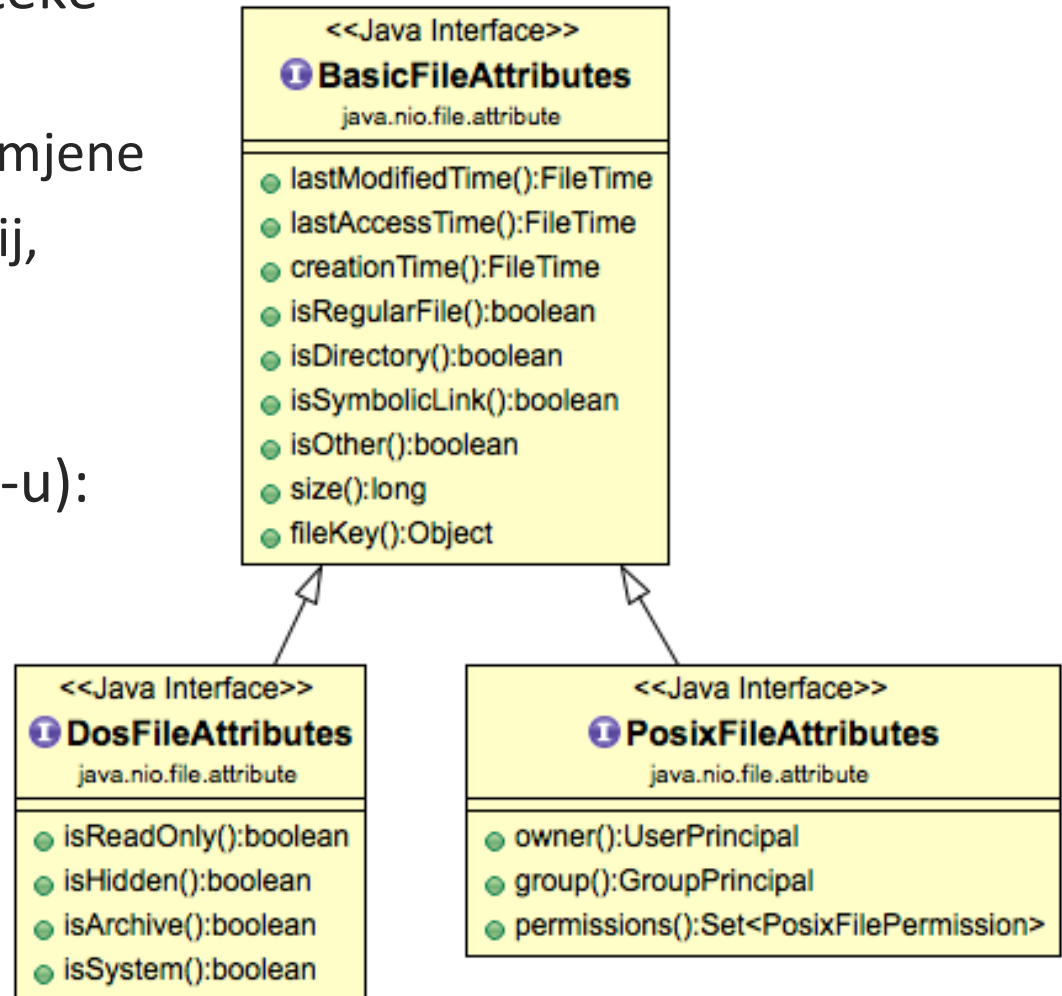 mjene
ij,
-u):
<<Java Interface>>
BasicFileAttributes
java.nio.file.attribute
lastModifiedTime():FileTime
lastAccessTime():FileTime
creationTime():FileTime
isRegularFile():boolean
isDirectory():boolean
isSymbolicLink():boolean
isOther():boolean
size():long
fileKey():Object
<<Java Interface>>
DosFileAttributes
java.nio.file.attribute
isReadOnly():boolean
isHidden():boolean
isArchive():boolean
isSystem():boolean
<<Java Interface>>
PosixFileAttributes
java.nio.file.attribute
owner():UserPrincipal
group():GroupPrincipal
permissions():Set<PosixFilePermission>